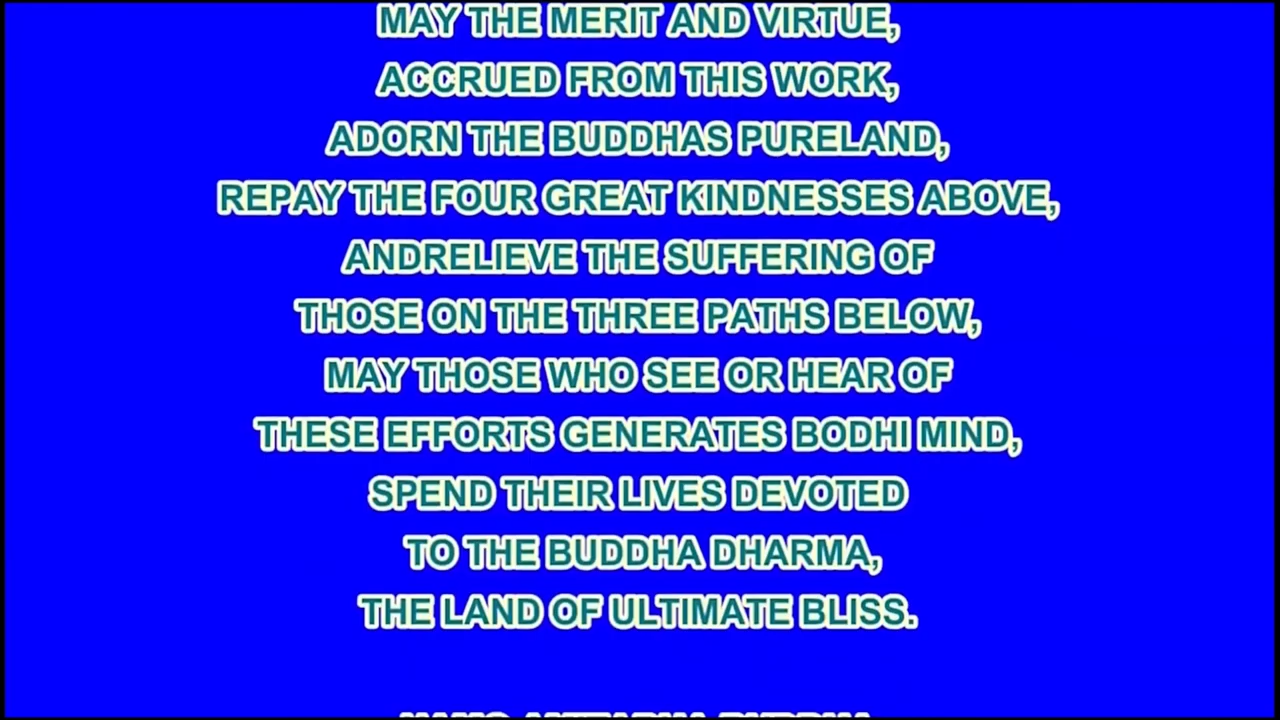 MAY THE MERIT AND VIRTUE,
ACCRUED FROM THIS WORK,
ADORN THE BUDDHAS PURELAND,
REPAY THE FOUR GREAT KINDNESSES ABOVE,
ANDRELIEVE THE SUFFERING OF
THOSE ON THE THREE PATHS BELOW,
MAY THOSE WHO SEE OR HEAR OF
THESE EFFORTS GENERATES BODHI MIND,
SPEND THEIR LIVES DEVOTED
TO THE BUDDHA DHARMA,
THE LAND OF ULTIMATE BLISS.